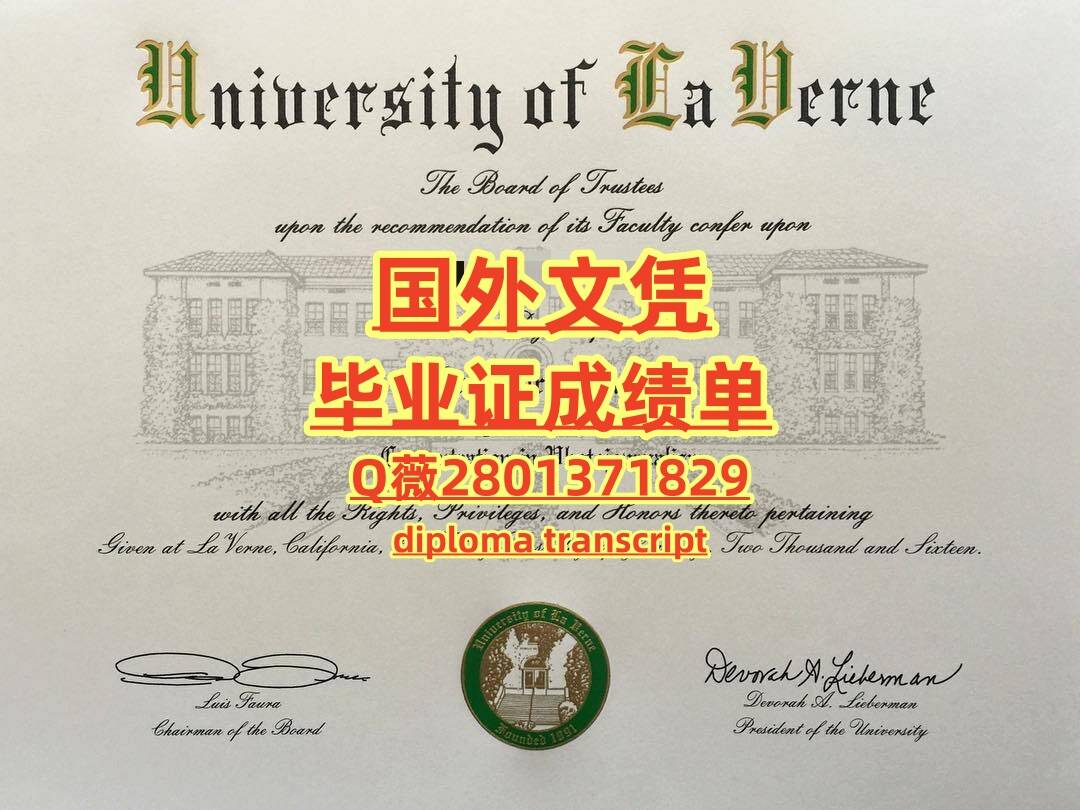 University of La Verne
The Board of Trustees
upon the recommendation of its Faculty confer upon
国外文凭
毕业证成绩单
Q薇2801371829
with all the Rights, Privileges, and Honors thereto pertaining
Given at La Verne, California,
diploma transcript
Two Thousand and Sixteen.
University of La Verne
Founded 1891
Luis Faura
Chairman of the Board
Devorah A. Lieberman
Devorah A. Lieberman
President of the University